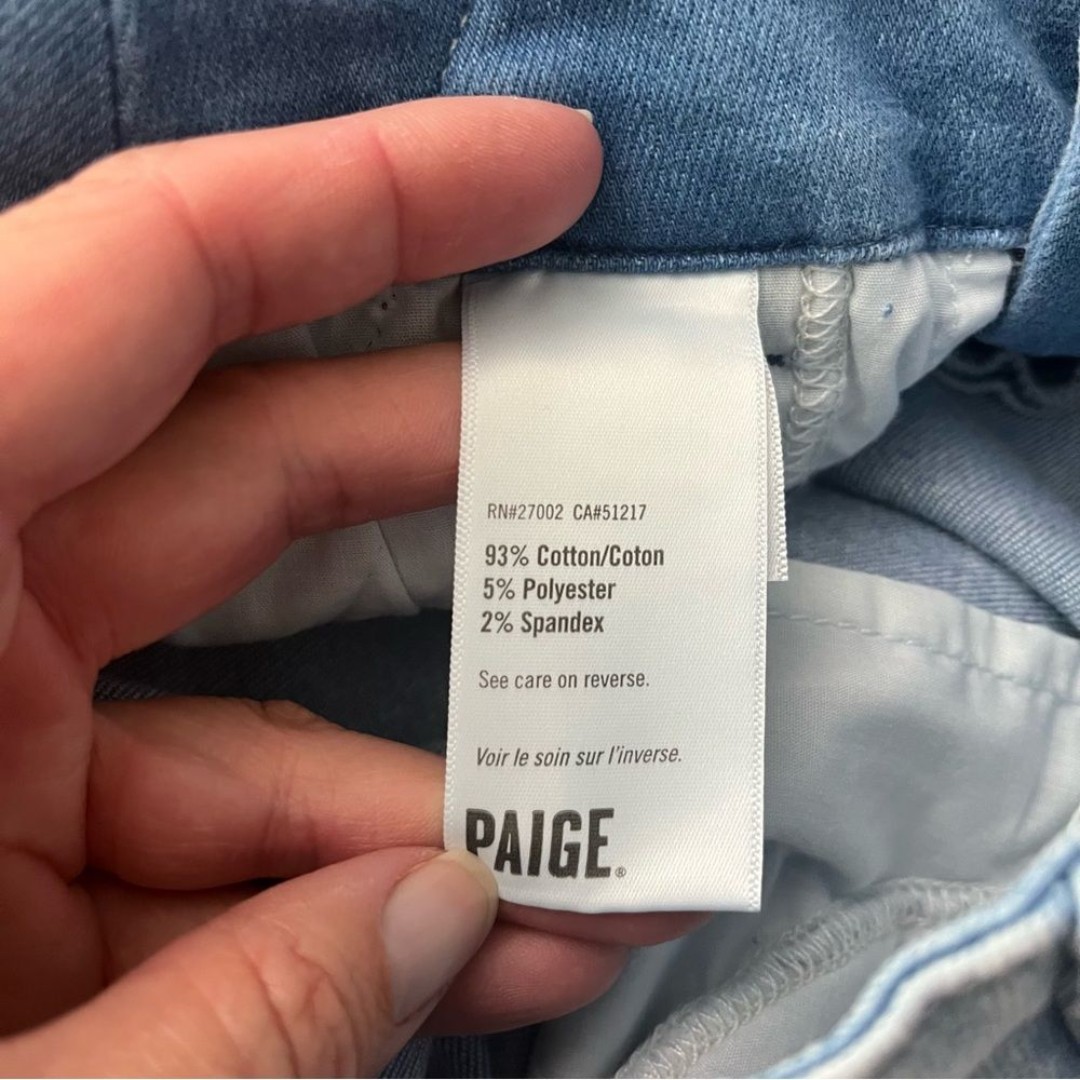 RN#27002 CA#51217
93% Cotton/Coton
5% Polyester
2% Spandex
See care on reverse.
Voir le soin sur l'inverse.
PAIGE®